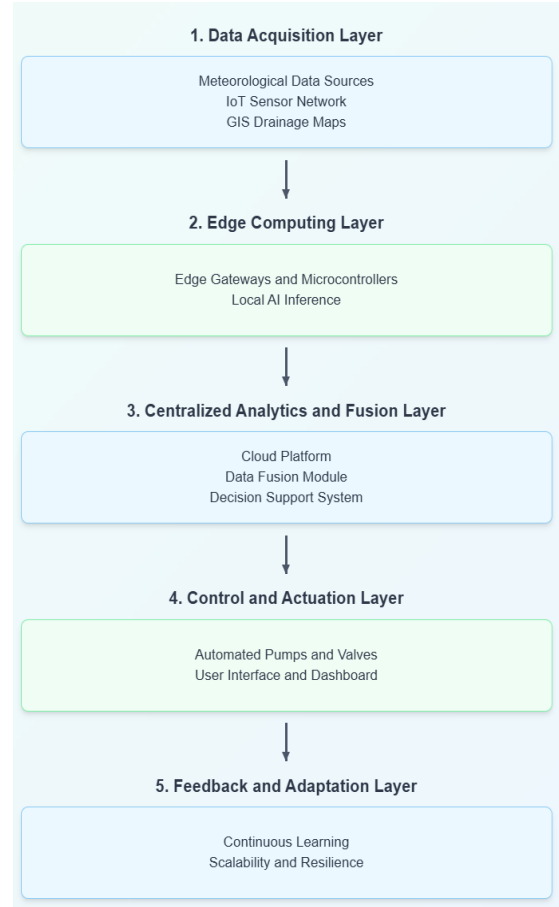 1. Data Acquisition Layer
Meteorological Data Sources
IoT Sensor Network
GIS Drainage Maps
2. Edge Computing Layer
Edge Gateways and Microcontrollers
Local AI Inference
3. Centralized Analytics and Fusion Layer
Cloud Platform
Data Fusion Module
Decision Support System
4. Control and Actuation Layer
Automated Pumps and Valves
User Interface and Dashboard
5. Feedback and Adaptation Layer
Continuous Learning
Scalability and Resilience